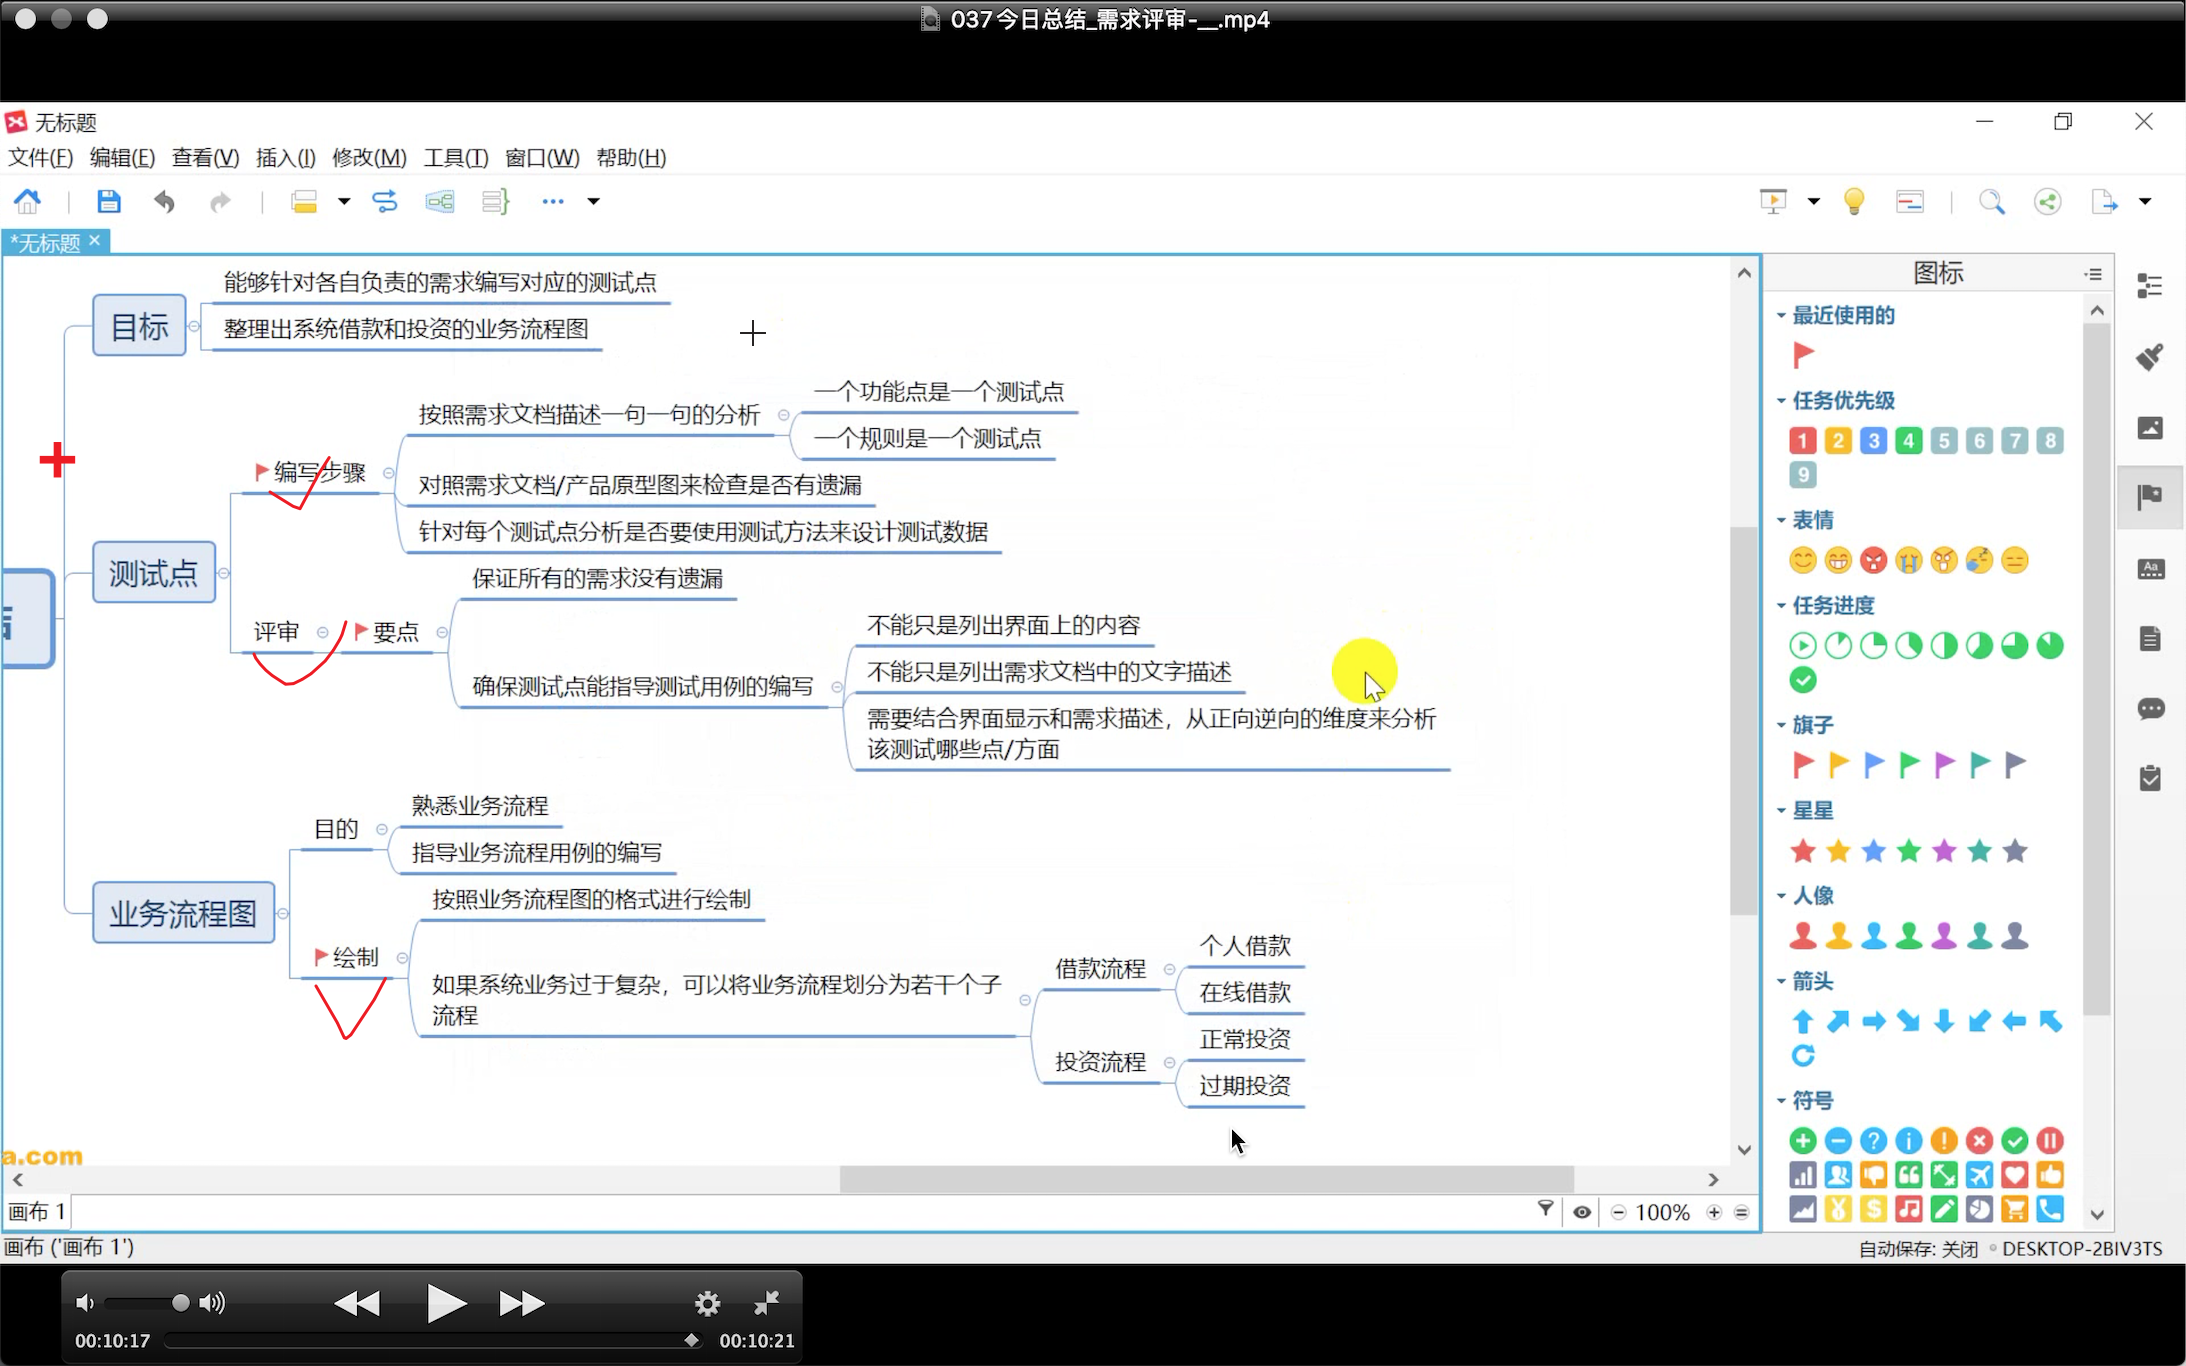 037今日总结_需求评审-__.mp4
无标题
文件(F) 编辑(E) 查看(V) 插入(I) 修改(M) 工具(T) 窗口(W) 帮助(H)
*无标题
目标
能够针对各自负责的需求编写对应的测试点
整理出系统借款和投资的业务流程图
测试点
编写步骤
按照需求文档描述一句一句的分析
一个功能点是一个测试点
一个规则是一个测试点
对照需求文档/产品原型图来检查是否有遗漏
针对每个测试点分析是否要使用测试方法来设计测试数据
评审
要点
保证所有的需求没有遗漏
确保测试点能指导测试用例的编写
不能只是列出界面上的内容
不能只是列出需求文档中的文字描述
需要结合界面显示和需求描述，从正向逆向的维度来分析
该测试哪些点/方面
业务流程图
目的
熟悉业务流程
指导业务流程用例的编写
绘制
按照业务流程图的格式进行绘制
如果系统业务过于复杂，可以将业务流程划分为若干个子
流程
借款流程
个人借款
在线借款
投资流程
正常投资
过期投资
a.com
图标
最近使用的
任务优先级
1 2 3 4 5 6 7 8
9
表情
任务进度
旗子
星星
人像
箭头
符号
Aa
画布 1
100%
画布 ('画布 1')
自动保存: 关闭
DESKTOP-2BIV3TS
00:10:17
00:10:21